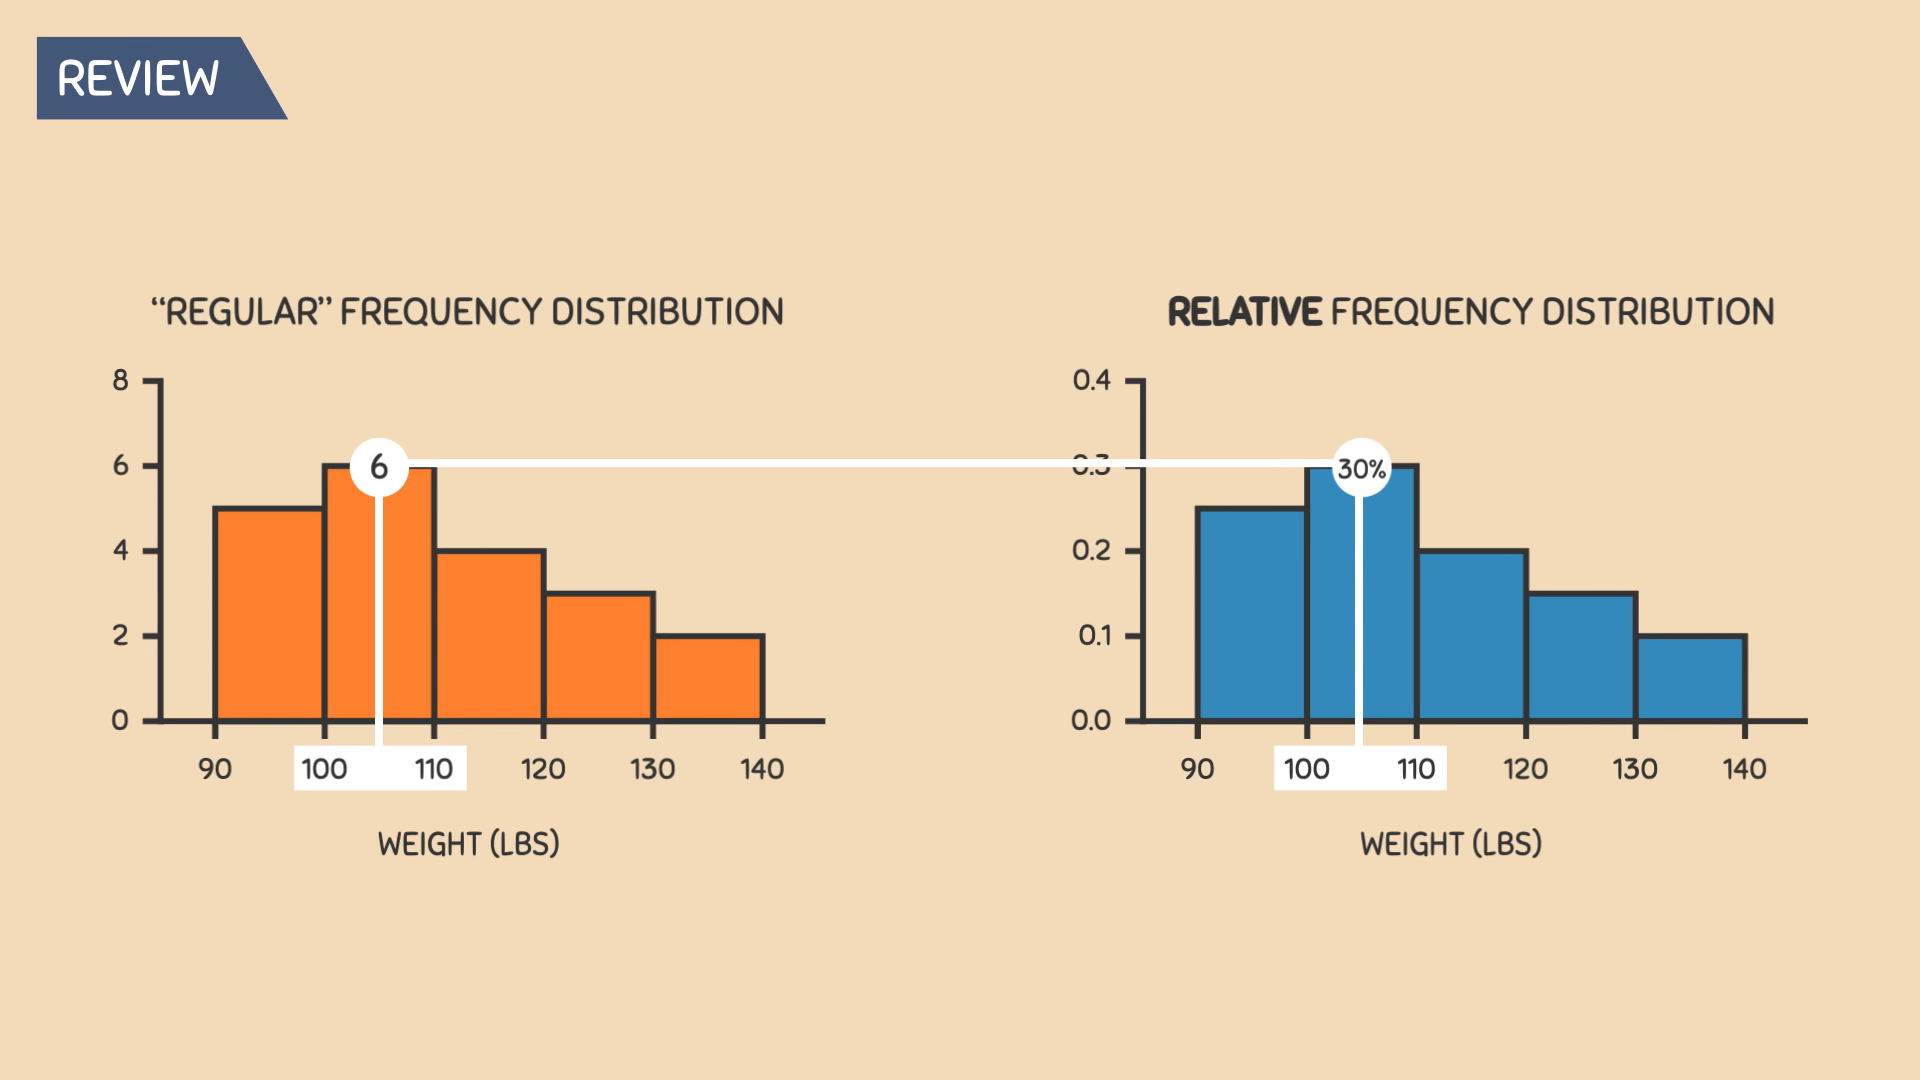 REVIEW
“REGULAR” FREQUENCY DISTRIBUTION
8
6
4
2
0
6
90 100 110 120 130 140
WEIGHT (LBS)
RELATIVE FREQUENCY DISTRIBUTION
0.4
0.3
0.2
0.1
0.0
30%
90 100 110 120 130 140
WEIGHT (LBS)